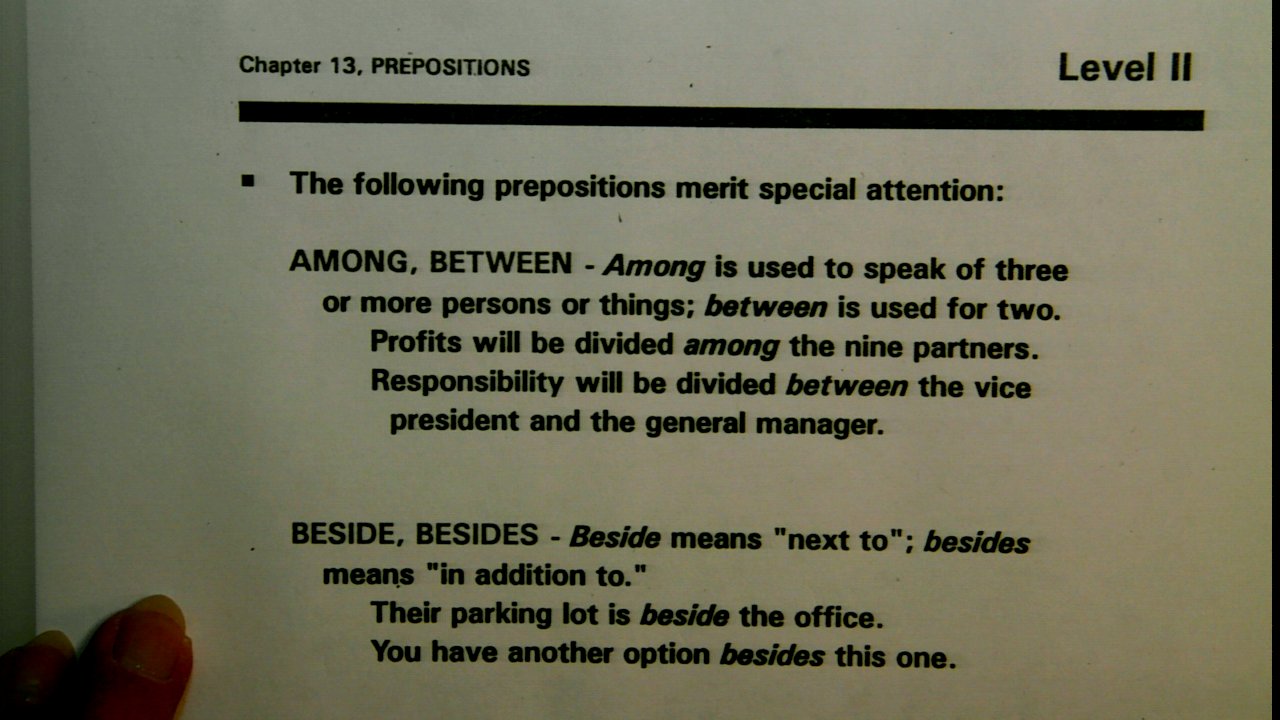 Chapter 13, PREPOSITIONS
Level II
■ The following prepositions merit special attention:
AMONG, BETWEEN - Among is used to speak of three
or more persons or things; between is used for two.
Profits will be divided among the nine partners.
Responsibility will be divided between the vice
president and the general manager.
BESIDE, BESIDES - Beside means "next to"; besides
means "in addition to."
Their parking lot is beside the office.
You have another option besides this one.